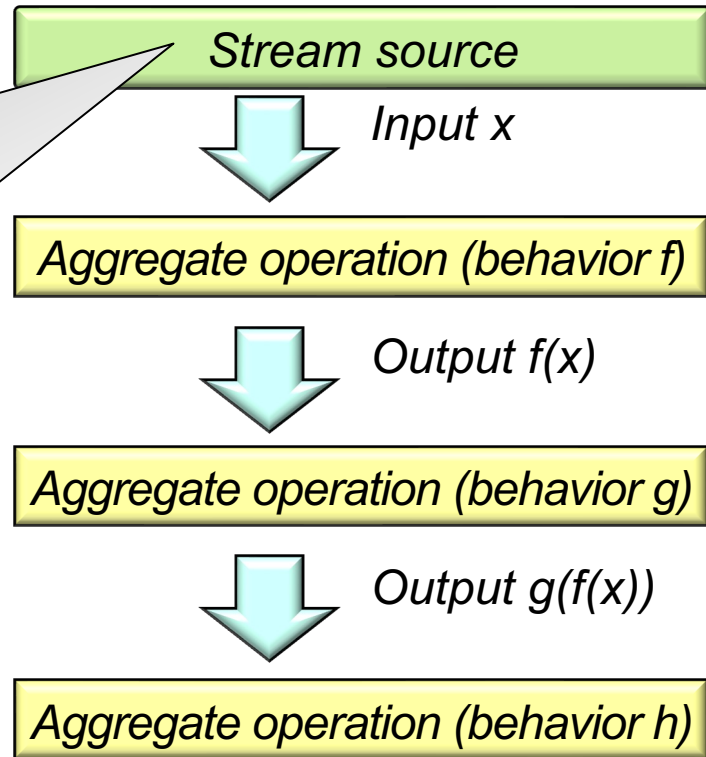 Stream source
Input x
Aggregate operation (behavior f)
Output f(x)
Aggregate operation (behavior g)
Output g(f(x))
Aggregate operation (behavior h)